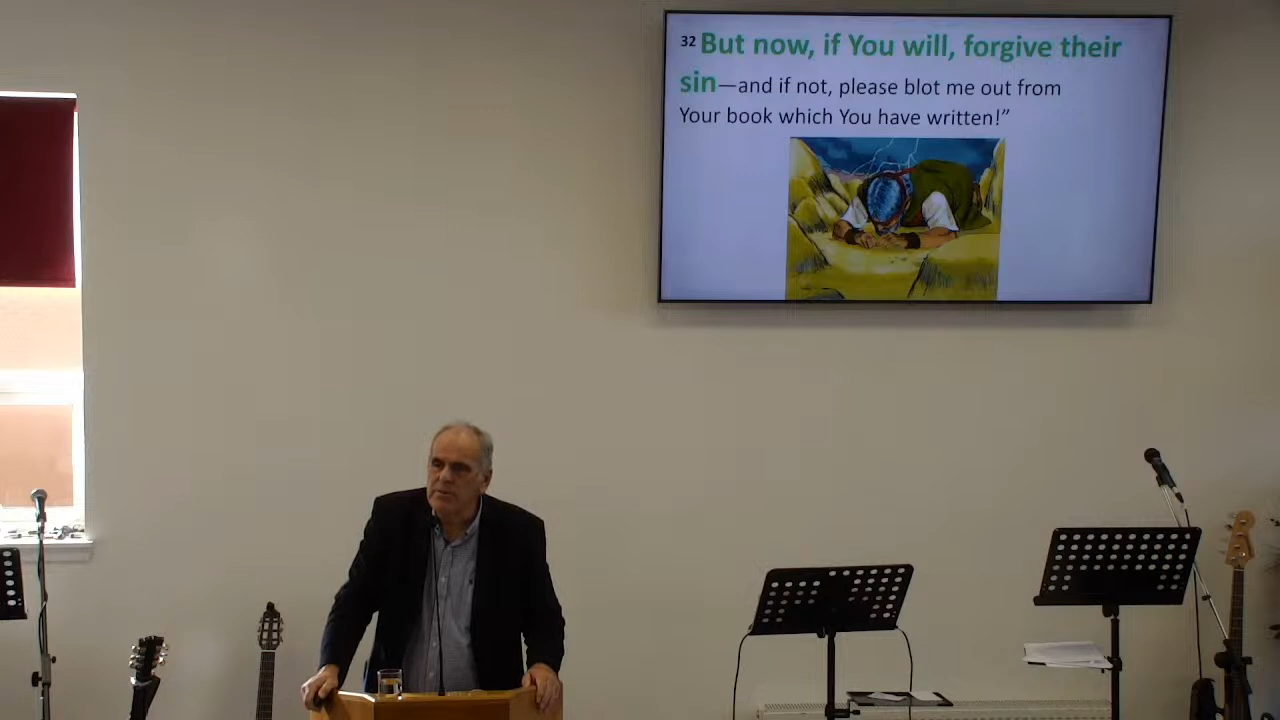 32 But now, if You will, forgive their
sin—and if not, please blot me out from
Your book which You have written!”